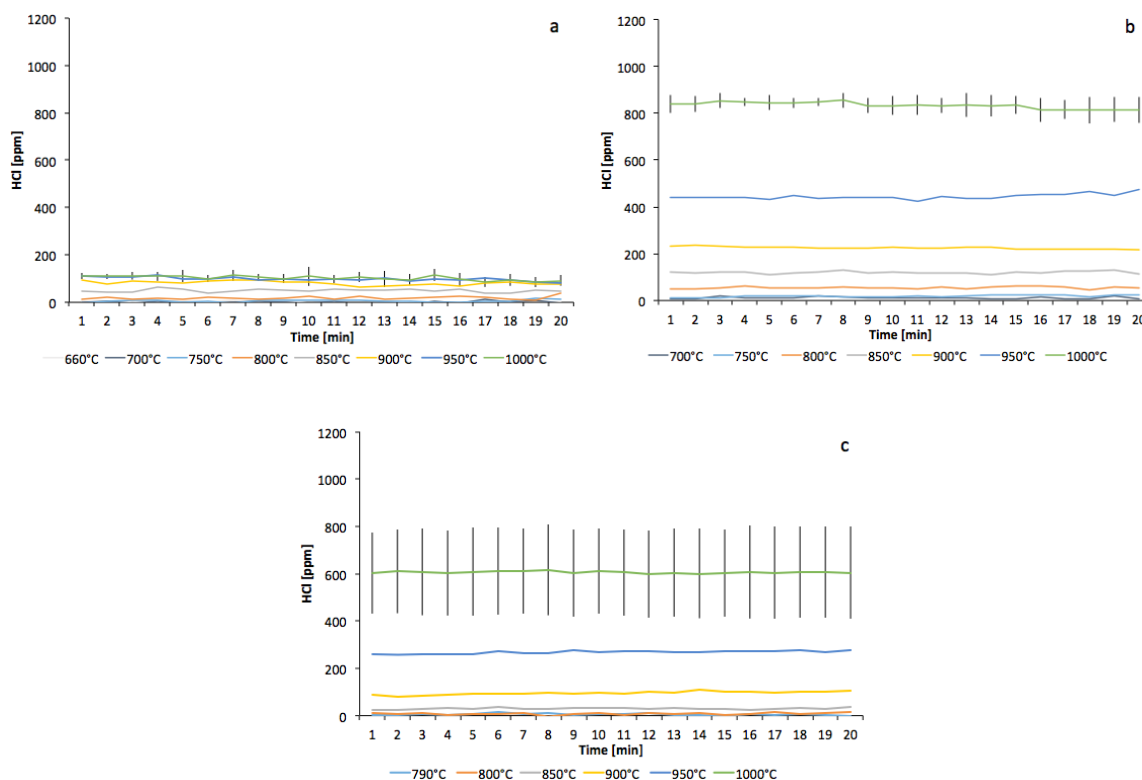 a
1200
1000
800
600
400
200
0
HCl [ppm]
1 2 3 4 5 6 7 8 9 10 11 12 13 14 15 16 17 18 19 20
Time [min]
660°C 700°C 750°C 800°C 850°C 900°C 950°C 1000°C
b
1200
1000
800
600
400
200
0
HCl [ppm]
1 2 3 4 5 6 7 8 9 10 11 12 13 14 15 16 17 18 19 20
Time [min]
700°C 750°C 800°C 850°C 900°C 950°C 1000°C
c
1200
1000
800
600
400
200
0
HCl [ppm]
1 2 3 4 5 6 7 8 9 10 11 12 13 14 15 16 17 18 19 20
Time [min]
790°C 800°C 850°C 900°C 950°C 1000°C